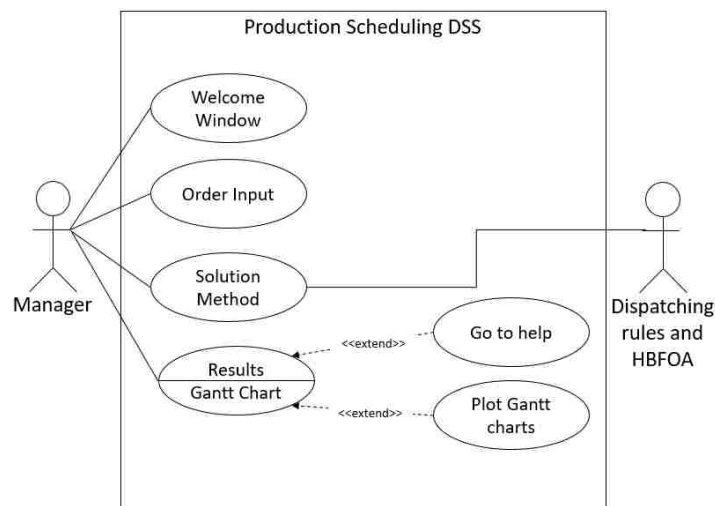 Production Scheduling DSS
Welcome
Window
Order Input
Solution
Method
Manager
Dispatching
rules and
HBFOA
Go to help
<<extend>>
Results
Gantt Chart
<<extend>>
Plot Gantt
charts